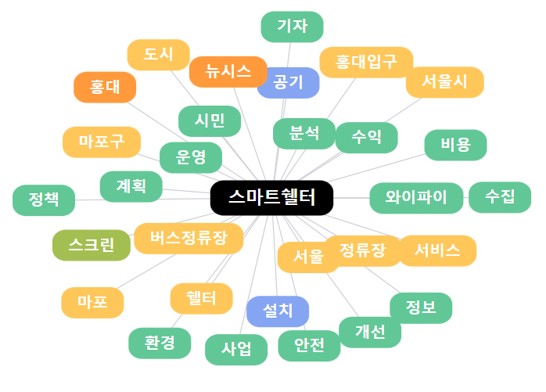 기자
도시
뉴시스
홍대입구
홍대
공기
서울시
시민
분석
수익
마포구
운영
비용
계획
정책
스마트쉘터
와이파이
수집
스크린
버스정류장
서울
정류장
서비스
마포
쉘터
설치
정보
환경
사업
안전
개선